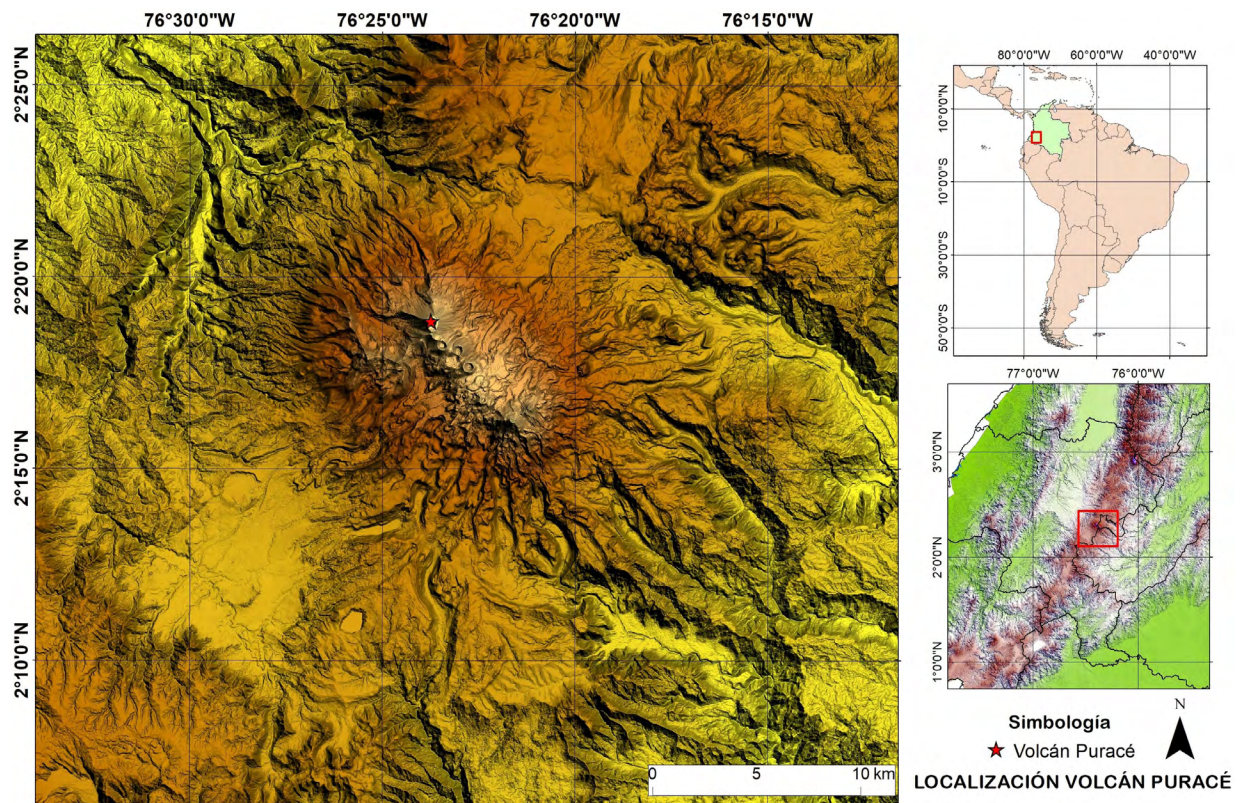 76°30'0"W 76°25'0"W 76°20'0"W 76°15'0"W
2°25'0"N
2°20'0"N
2°15'0"N
2°10'0"N
0 5 10 km
80°0'0"W 60°0'0"W 40°0'0"W
10°0'0"N
10°0'0"S
30°0'0"S
50°0'0"S
77°0'0"W 76°0'0"W
3°0'0"N
2°0'0"N
1°0'0"N
N
Simbología
Volcán Puracé
LOCALIZACIÓN VOLCÁN PURACÉ